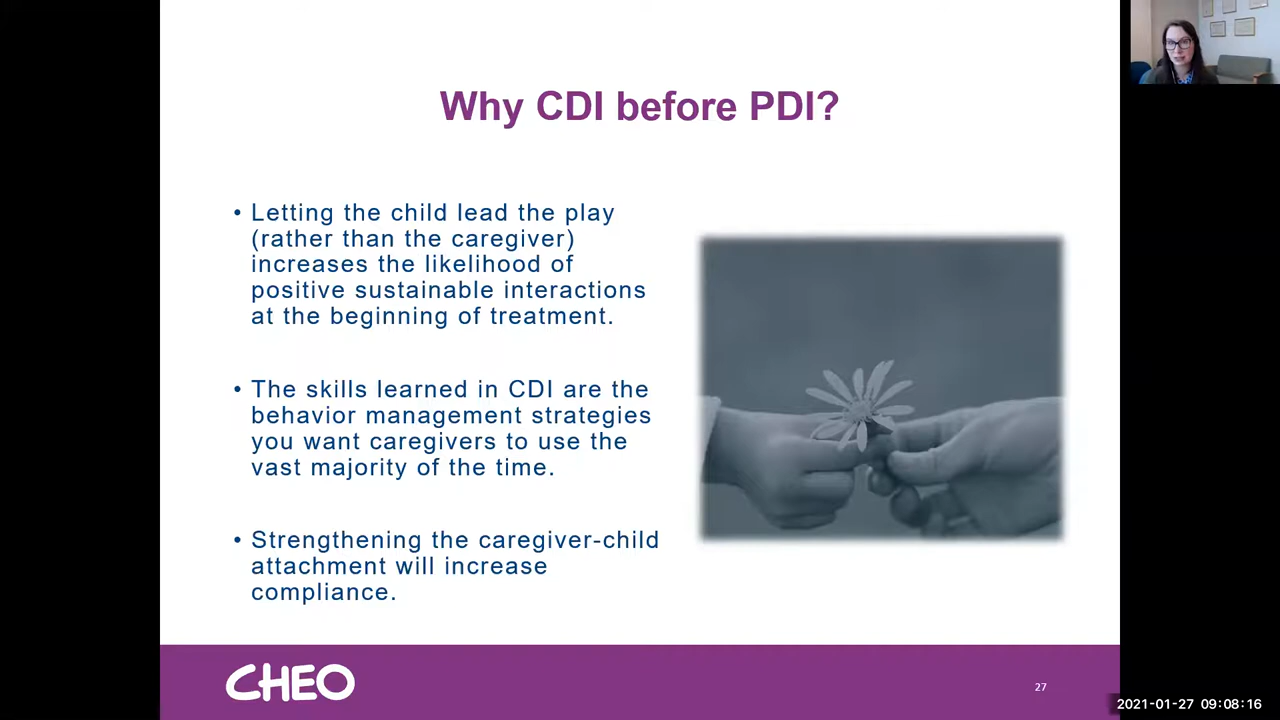 Why CDI before PDI?
• Letting the child lead the play
(rather than the caregiver)
increases the likelihood of
positive sustainable interactions
at the beginning of treatment.
• The skills learned in CDI are the
behavior management strategies
you want caregivers to use the
vast majority of the time.
• Strengthening the caregiver-child
attachment will increase
compliance.
CHEO
27
2021-01-27 09:08:16